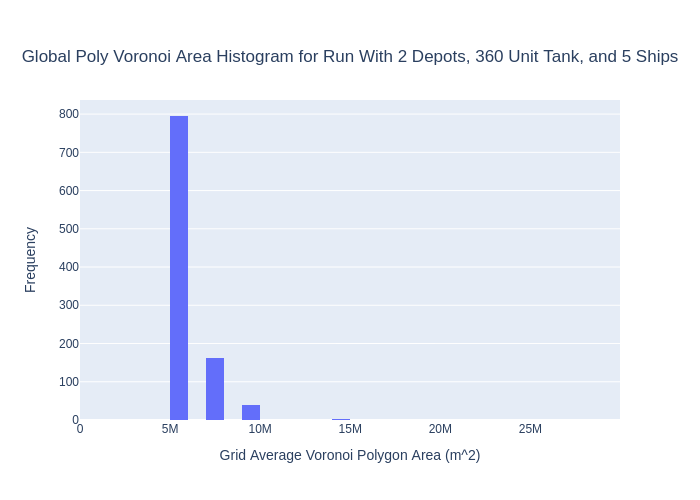 Global Poly Voronoi Area Histogram for Run With 2 Depots, 360 Unit Tank, and 5 Ships
800
700
600
500
400
300
200
100
0
Frequency
0 5M 10M 15M 20M 25M
Grid Average Voronoi Polygon Area (m^2)